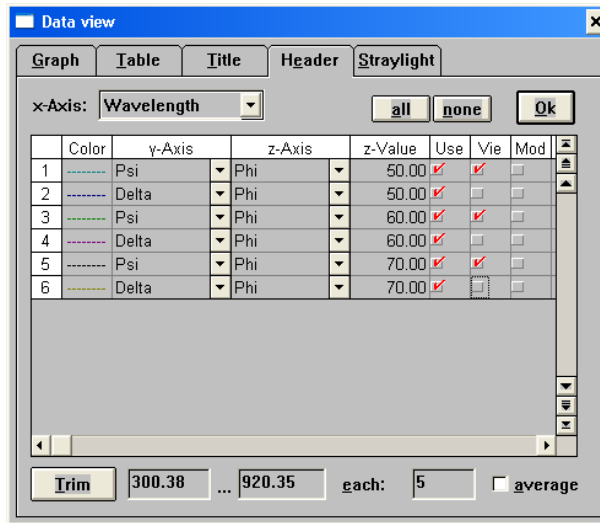 Data view
Graph Table Title Header Straylight
x-Axis: Wavelength all none Ok
Color y-Axis z-Axis z-Value Use Vie Mod
1 Psi Phi 50.00
2 Delta Phi 50.00
3 Psi Phi 60.00
4 Delta Phi 60.00
5 Psi Phi 70.00
6 Delta Phi 70.00
Trim 300.38 ... 920.35 each: 5 average